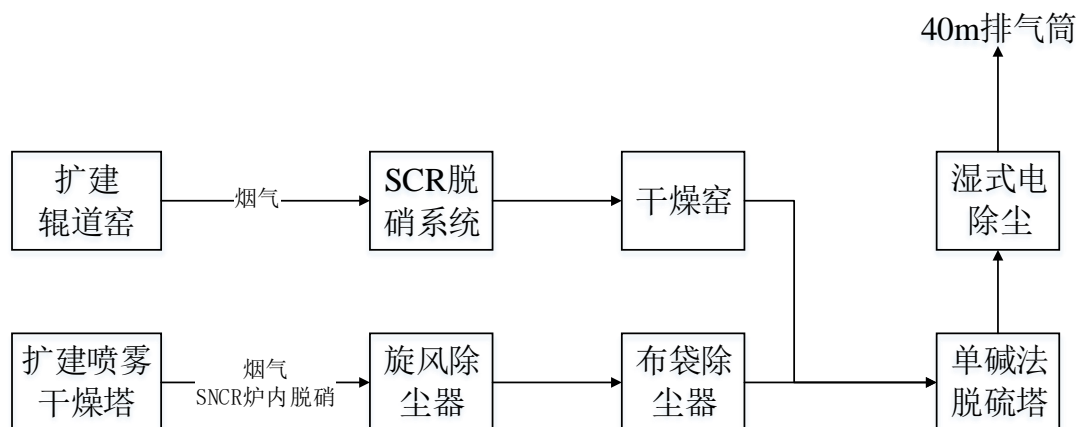 40m排气筒
扩建
辊道窑
烟气
SCR脱
硝系统
干燥窑
湿式电
除尘
扩建喷雾
干燥塔
烟气
SNCR炉内脱硝
旋风除
尘器
布袋除
尘器
单碱法
脱硫塔